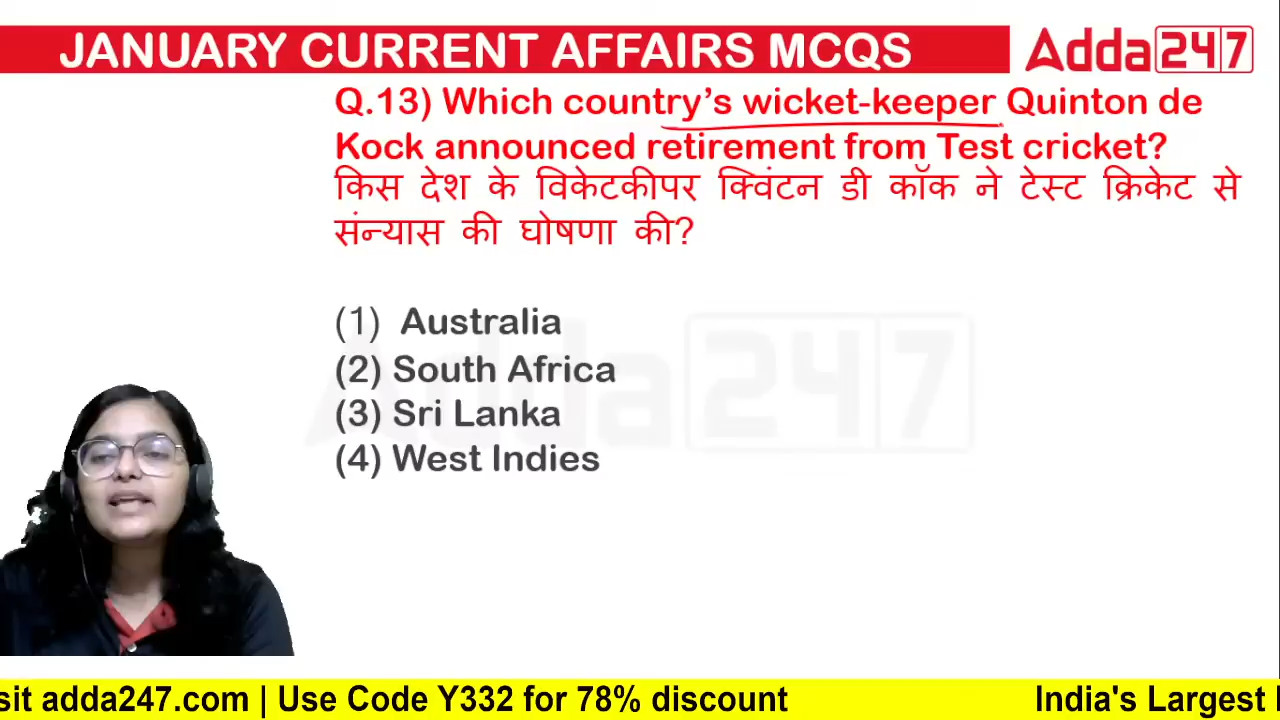 JANUARY CURRENT AFFAIRS MCQS
Adda247
Q.13) Which country's wicket-keeper Quinton de
Kock announced retirement from Test cricket?
किस देश के विकेटकीपर क्विंटन डी कॉक ने टेस्ट क्रिकेट से
संन्यास की घोषणा की?
(1) Australia
(2) South Africa
(3) Sri Lanka
(4) West Indies
Adda247
sit adda247.com | Use Code Y332 for 78% discount India's Largest